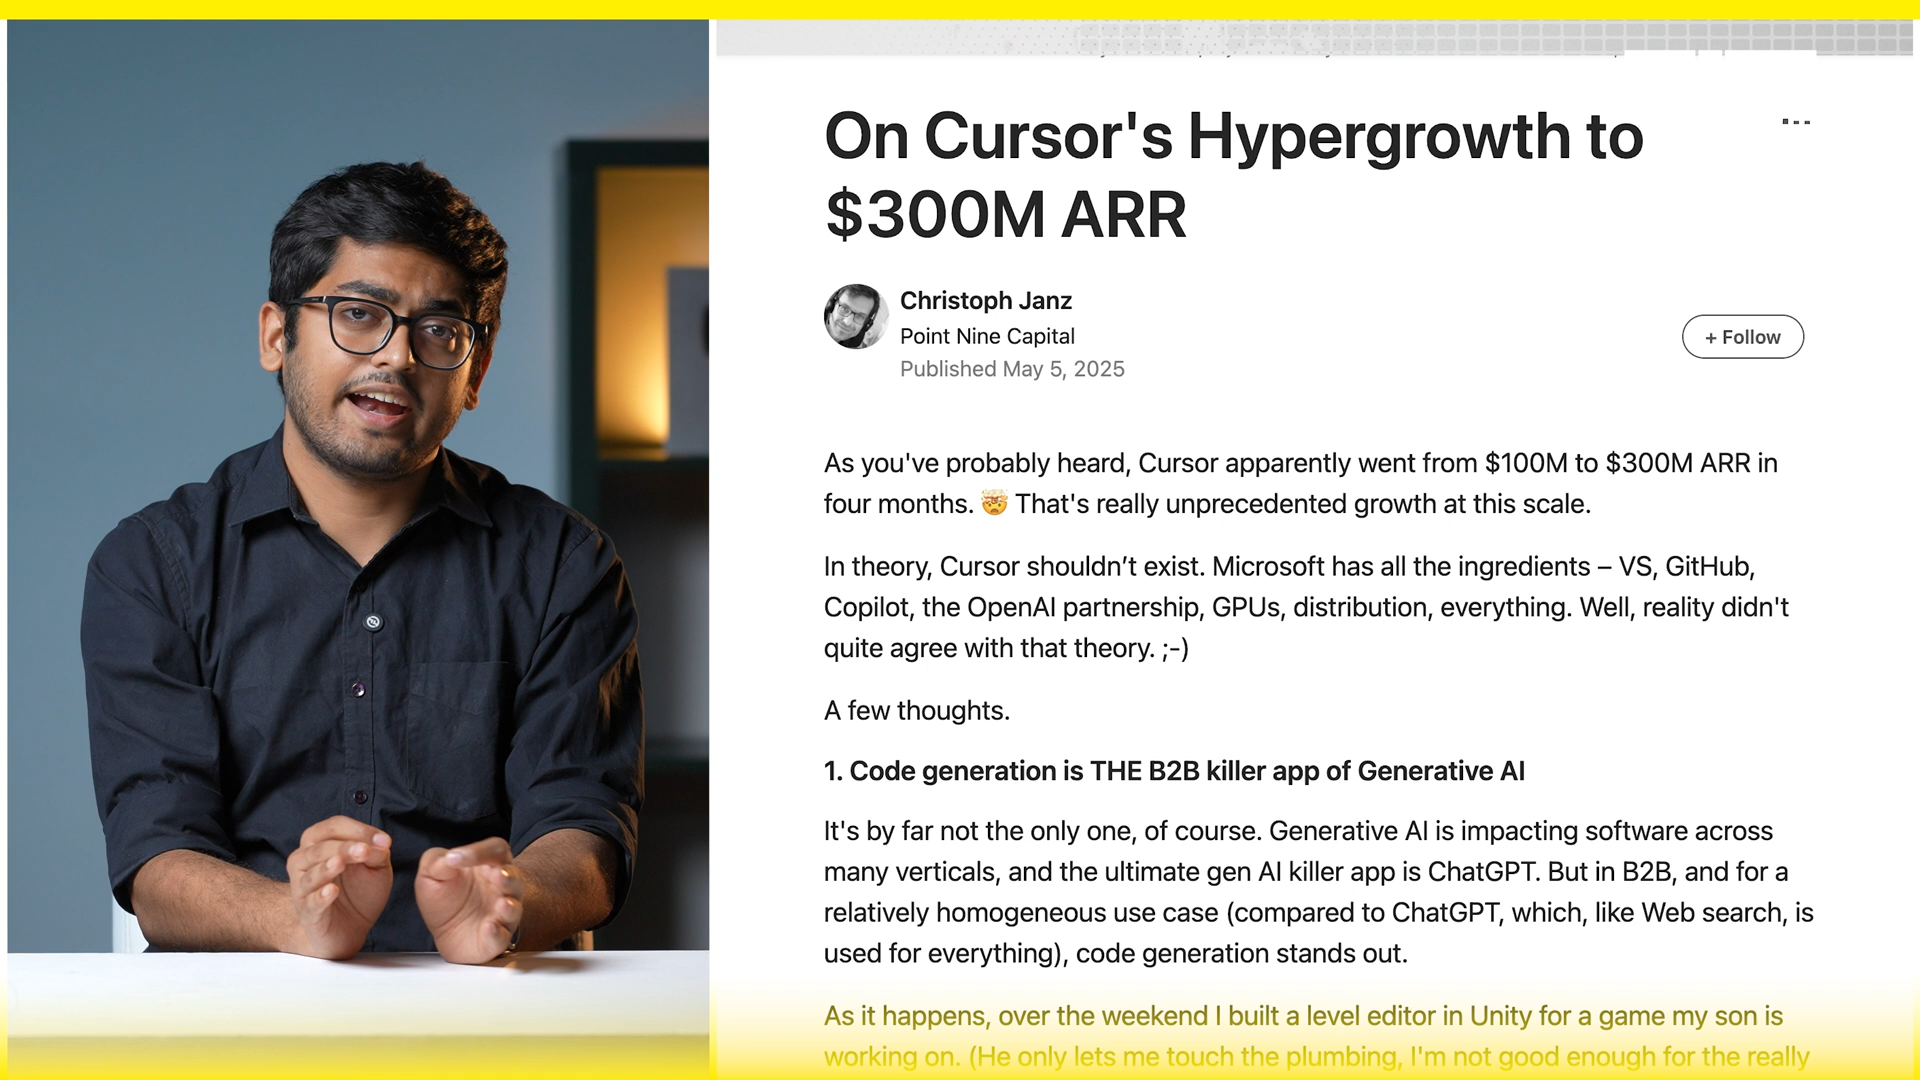 On Cursor's Hypergrowth to
$300M ARR
Christoph Janz
Point Nine Capital
Published May 5, 2025
+ Follow
As you've probably heard, Cursor apparently went from $100M to $300M ARR in
four months. 🤯 That's really unprecedented growth at this scale.
In theory, Cursor shouldn’t exist. Microsoft has all the ingredients – VS, GitHub,
Copilot, the OpenAI partnership, GPUs, distribution, everything. Well, reality didn't
quite agree with that theory. ;-)
A few thoughts.
1. Code generation is THE B2B killer app of Generative AI
It's by far not the only one, of course. Generative AI is impacting software across
many verticals, and the ultimate gen AI killer app is ChatGPT. But in B2B, and for a
relatively homogeneous use case (compared to ChatGPT, which, like Web search, is
used for everything), code generation stands out.
As it happens, over the weekend I built a level editor in Unity for a game my son is
working on. (He only lets me touch the plumbing, I'm not good enough for the really